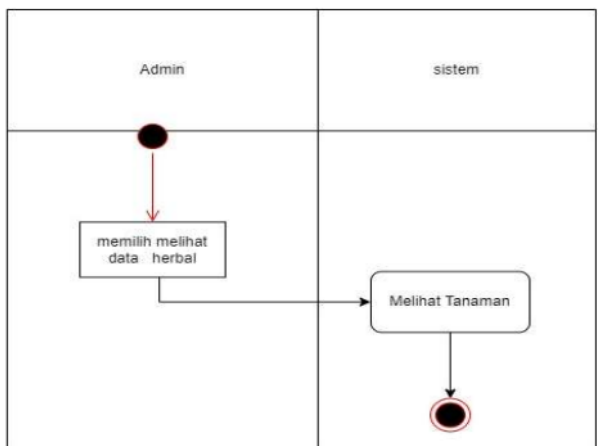 Admin
sistem
memilih melihat
data herbal
Melihat Tanaman